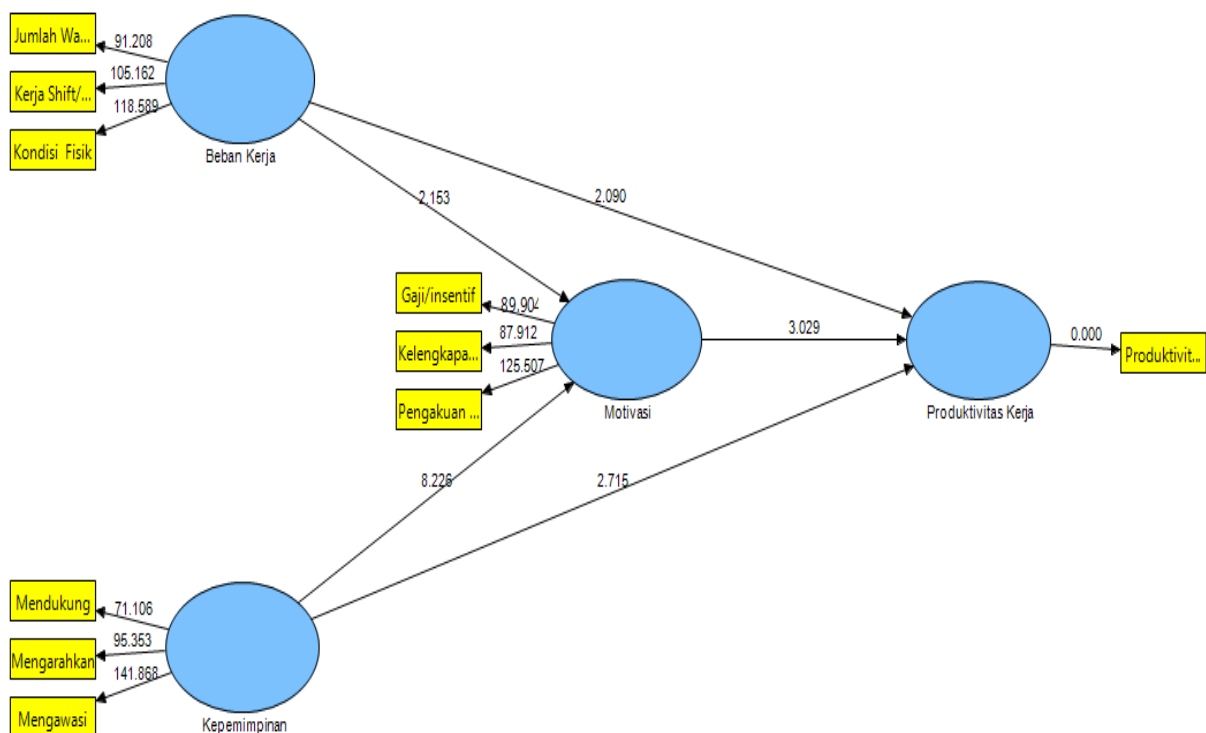 Jumlah Wa...
91.208
Kerja Shift/...
105.162
118.589
Kondisi Fisik
Beban Kerja
2.153
2.090
Gaji/insentif
89.904
Kelengkapa...
87.912
125.507
Pengakuan ...
Motivasi
3.029
0.000
Produktivit...
Produktivitas Kerja
8.226
2.715
Mendukung
71.106
Mengarahkan
95.353
141.868
Mengawasi
Kepemimpinan